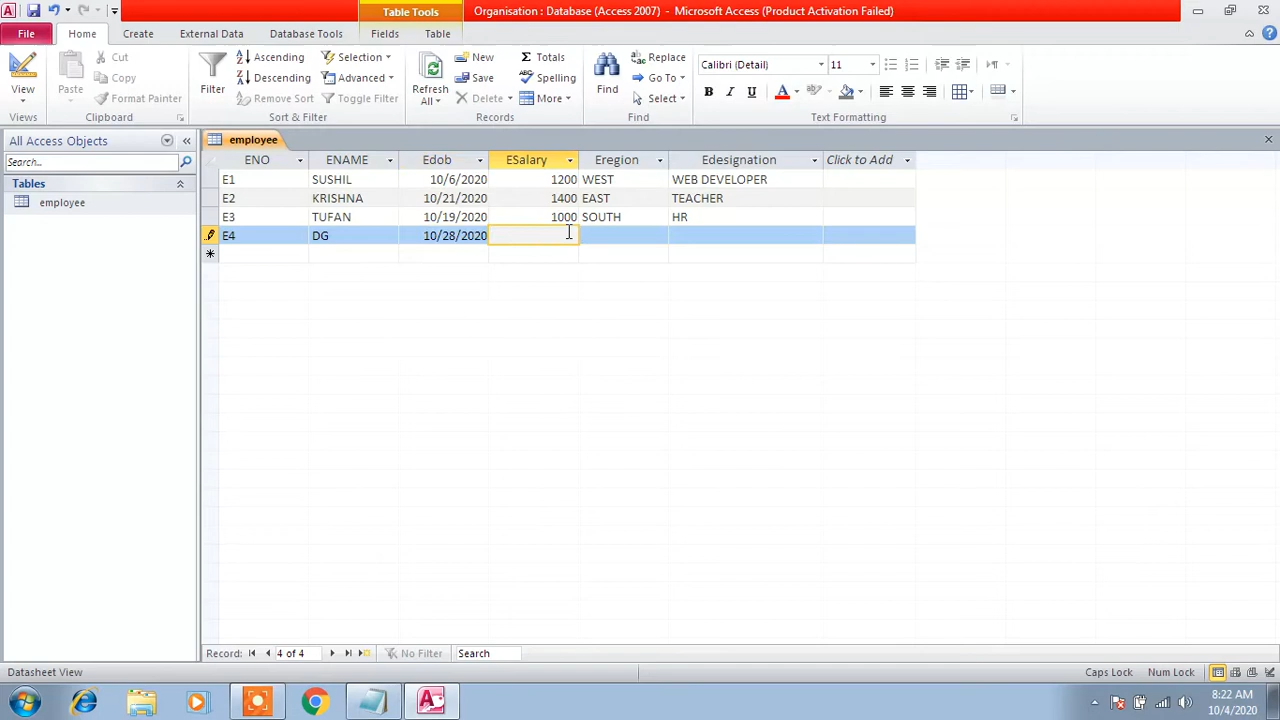 Table Tools
Organisation : Database (Access 2007) - Microsoft Access (Product Activation Failed)
File Home Create External Data Database Tools Fields Table
View
Views
Paste
Cut
Copy
Format Painter
Clipboard
Filter
Ascending
Descending
Remove Sort
Selection
Advanced
Toggle Filter
Sort & Filter
Refresh
All
New
Save
Delete
Totals
Spelling
More
Records
Find
Replace
Go To
Select
Find
Calibri (Detail) 11
B I U A
Text Formatting
All Access Objects
Search...
Tables
employee
employee
ENO ENAME Edob ESalary Eregion Edesignation Click to Add
E1 SUSHIL 10/6/2020 1200 WEST WEB DEVELOPER
E2 KRISHNA 10/21/2020 1400 EAST TEACHER
E3 TUFAN 10/19/2020 1000 SOUTH HR
E4 DG 10/28/2020
Record: 4 of 4 No Filter Search
Datasheet View Caps Lock Num Lock
8:22 AM
10/4/2020